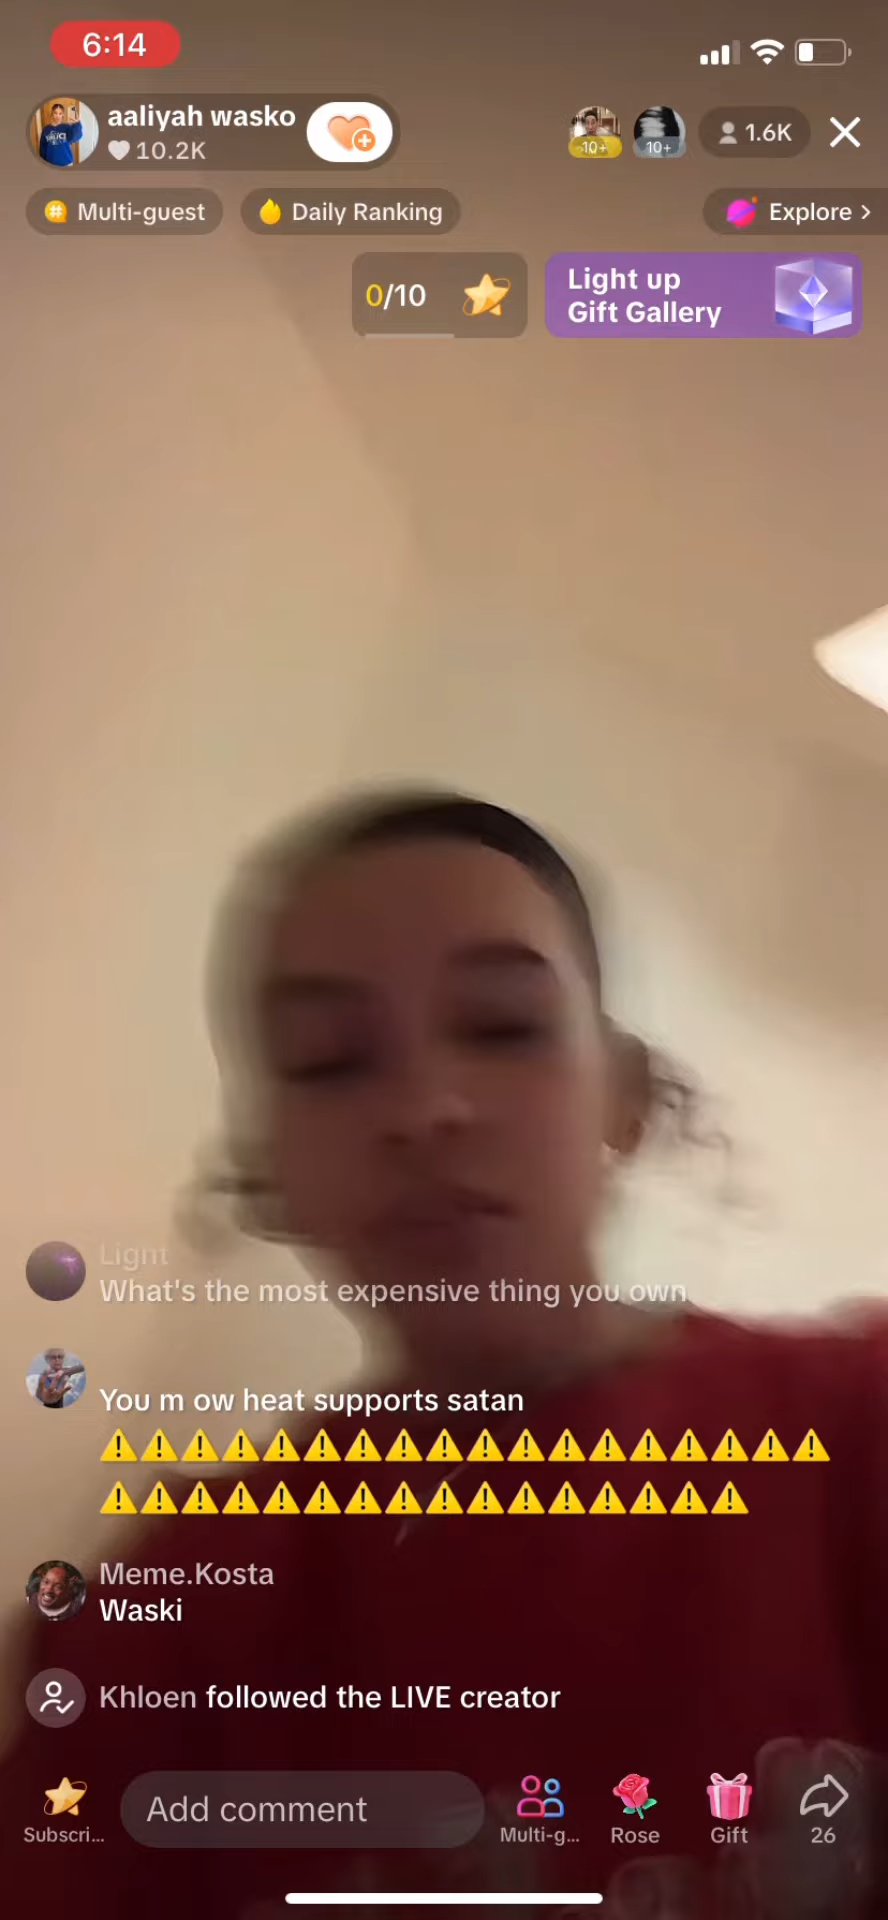 6:14
aaliyah wasko
10.2K
10+
10+
1.6K
Multi-guest
Daily Ranking
Explore >
0/10
Light up
Gift Gallery
Light
What's the most expensive thing you own
You m ow heat supports satan
Meme.Kosta
Waski
Khloen followed the LIVE creator
Subscri...
Add comment
Multi-g...
Rose
Gift
26